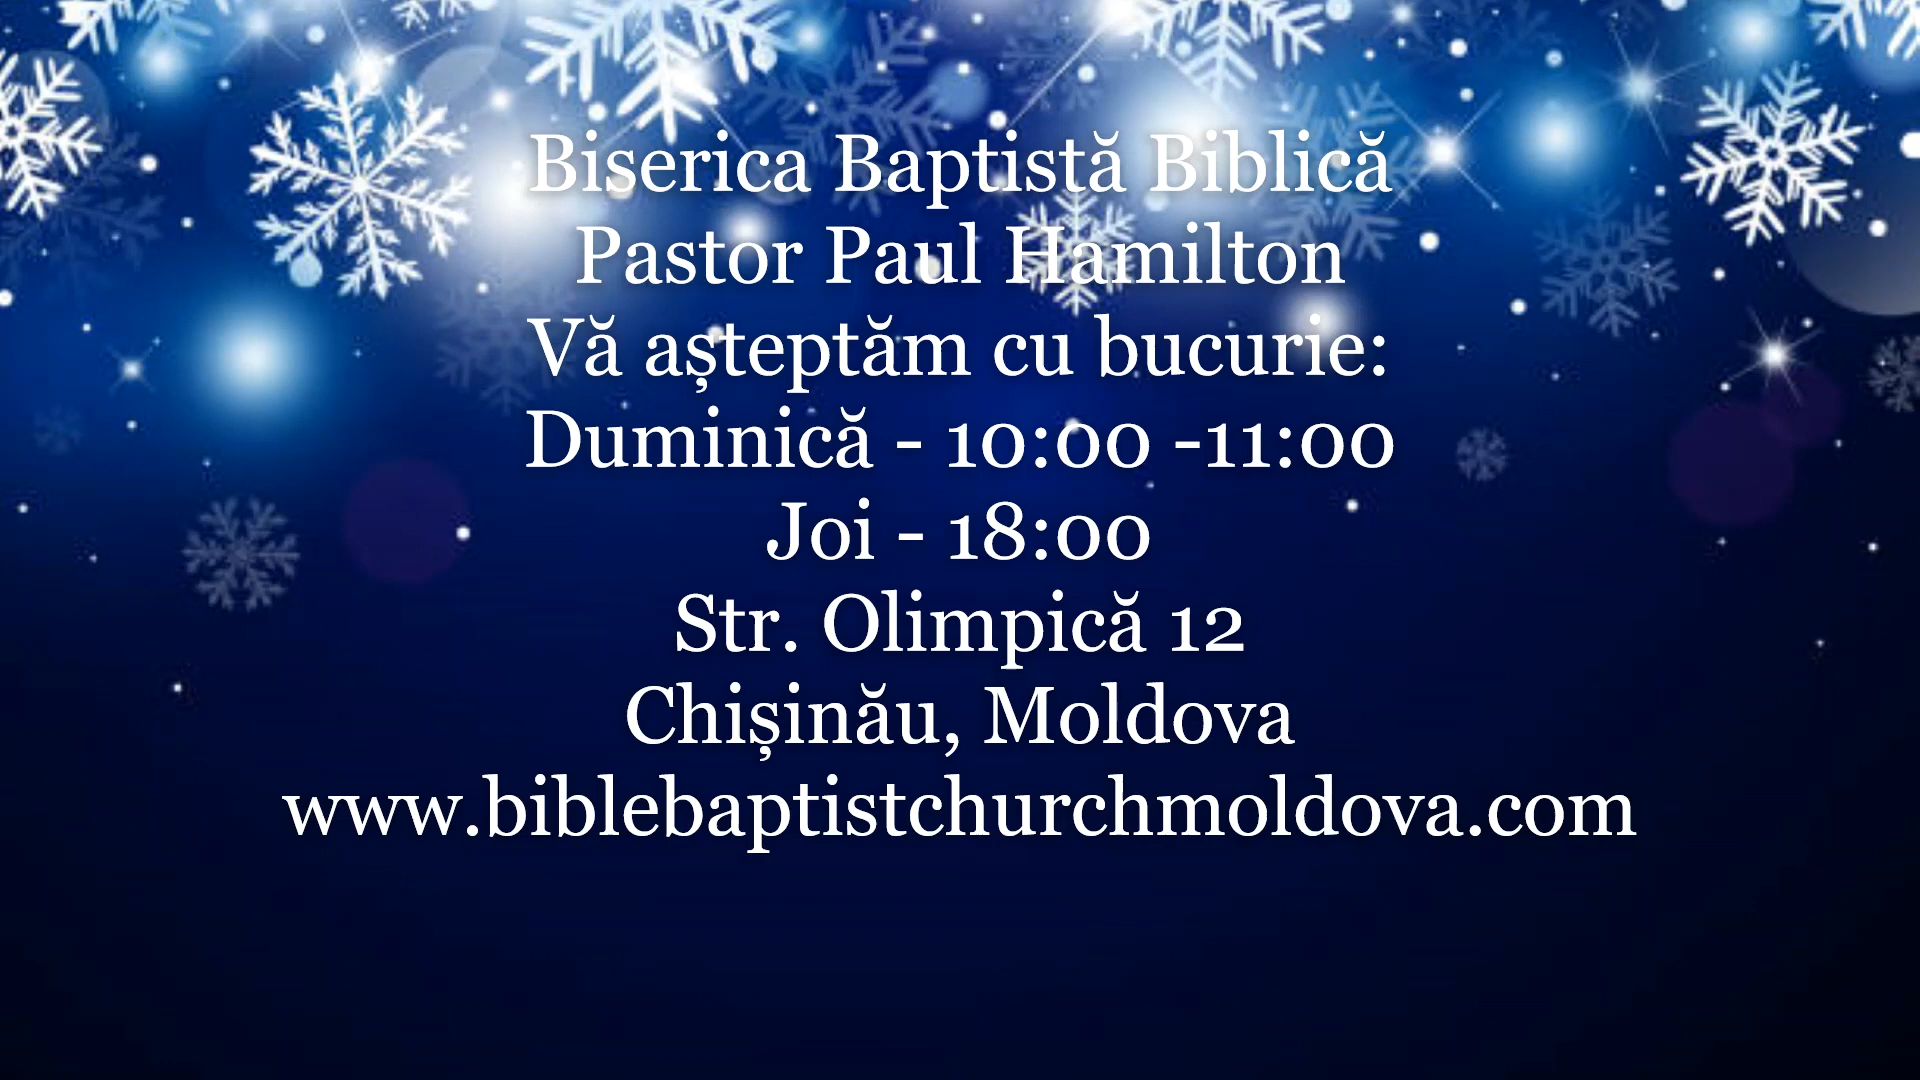 Biserica Baptistă Biblică
Pastor Paul Hamilton
Vă așteptăm cu bucurie:
Duminică - 10:00 -11:00
Joi - 18:00
Str. Olimpică 12
Chișinău, Moldova
www.biblebaptistchurchmoldova.com